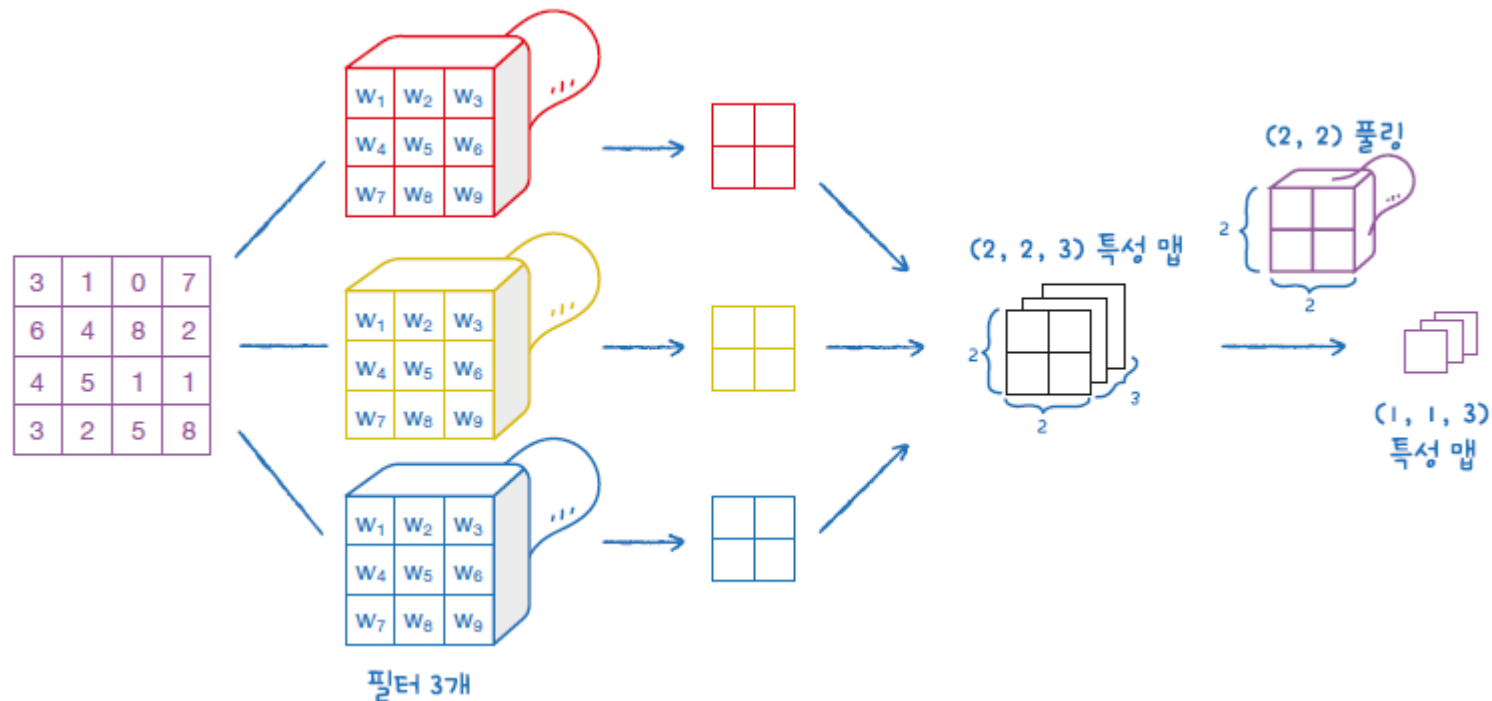 3 1 0 7
6 4 8 2
4 5 1 1
3 2 5 8
W₁ W₂ W₃
W₄ W₅ W₆
W₇ W₈ W₉
W₁ W₂ W₃
W₄ W₅ W₆
W₇ W₈ W₉
W₁ W₂ W₃
W₄ W₅ W₆
W₇ W₈ W₉
필터 3개
(2, 2, 3) 특성 맵
2
2
3
(2, 2) 풀링
2
2
(1, 1, 3)
특성 맵